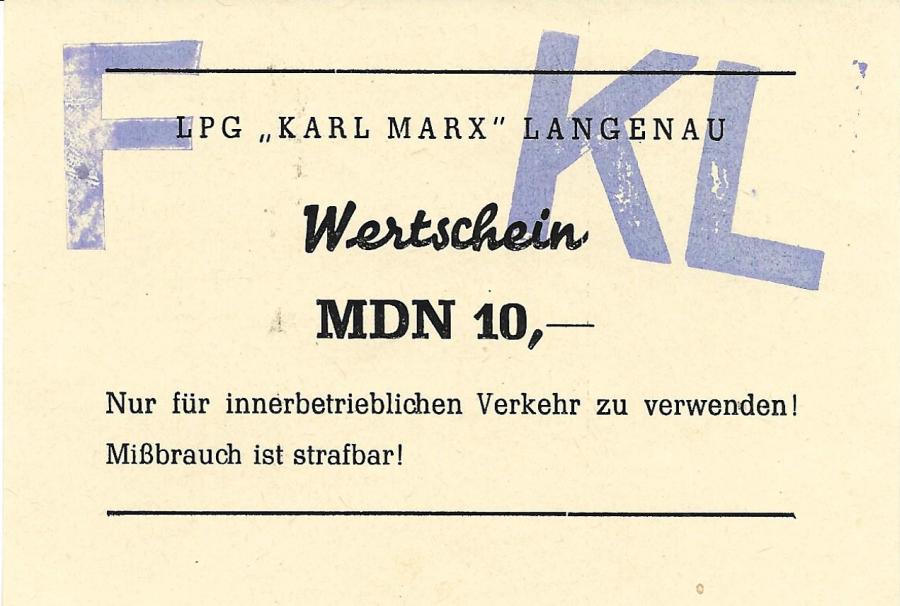 F KL
LPG „KARL MARX" LANGENAU
Wertschein
MDN 10,—
Nur für innerbetrieblichen Verkehr zu verwenden!
Mißbrauch ist strafbar!